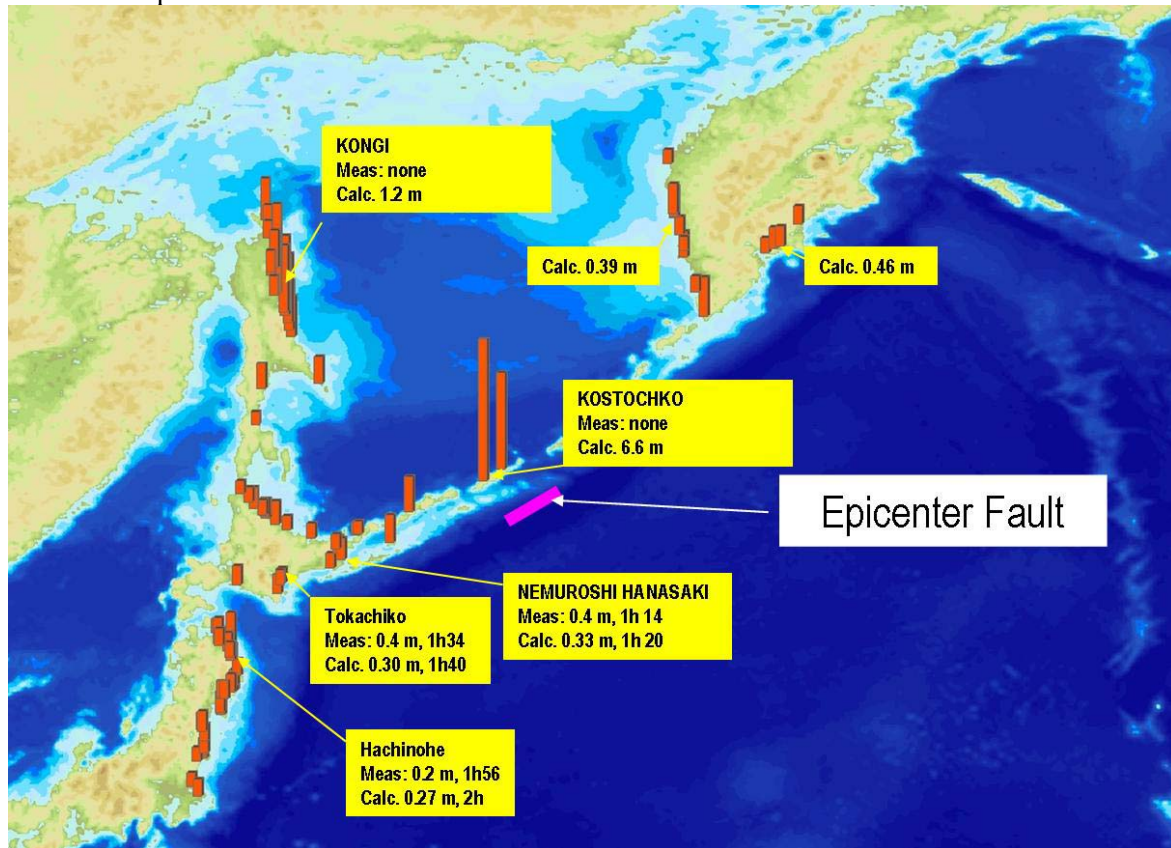 KONGI
Meas: none
Calc. 1.2 m
Calc. 0.39 m
Calc. 0.46 m
KOSTOCHKO
Meas: none
Calc. 6.6 m
Epicenter Fault
NEMUROSHI HANASAKI
Meas: 0.4 m, 1h 14
Calc. 0.33 m, 1h 20
Tokachiko
Meas: 0.4 m, 1h34
Calc. 0.30 m, 1h40
Hachinohe
Meas: 0.2 m, 1h56
Calc. 0.27 m, 2h